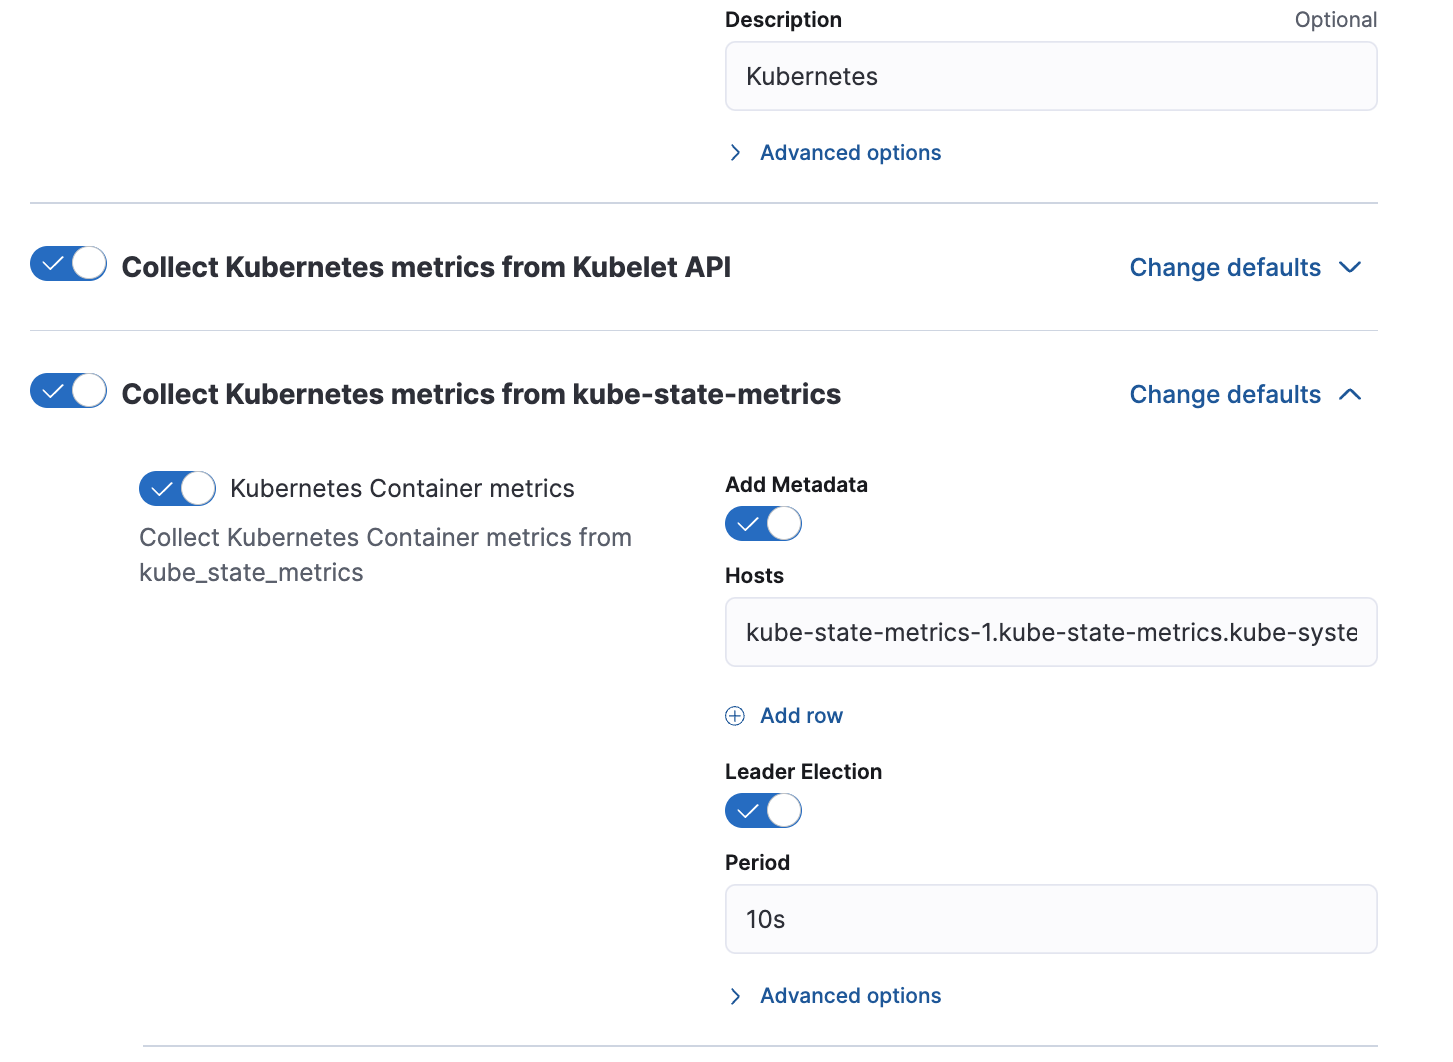 Description
Optional
Kubernetes
Advanced options
Collect Kubernetes metrics from Kubelet API
Change defaults
Collect Kubernetes metrics from kube-state-metrics
Change defaults
Kubernetes Container metrics
Collect Kubernetes Container metrics from
kube_state_metrics
Add Metadata
Hosts
kube-state-metrics-1.kube-state-metrics.kube-syste
Add row
Leader Election
Period
10s
Advanced options